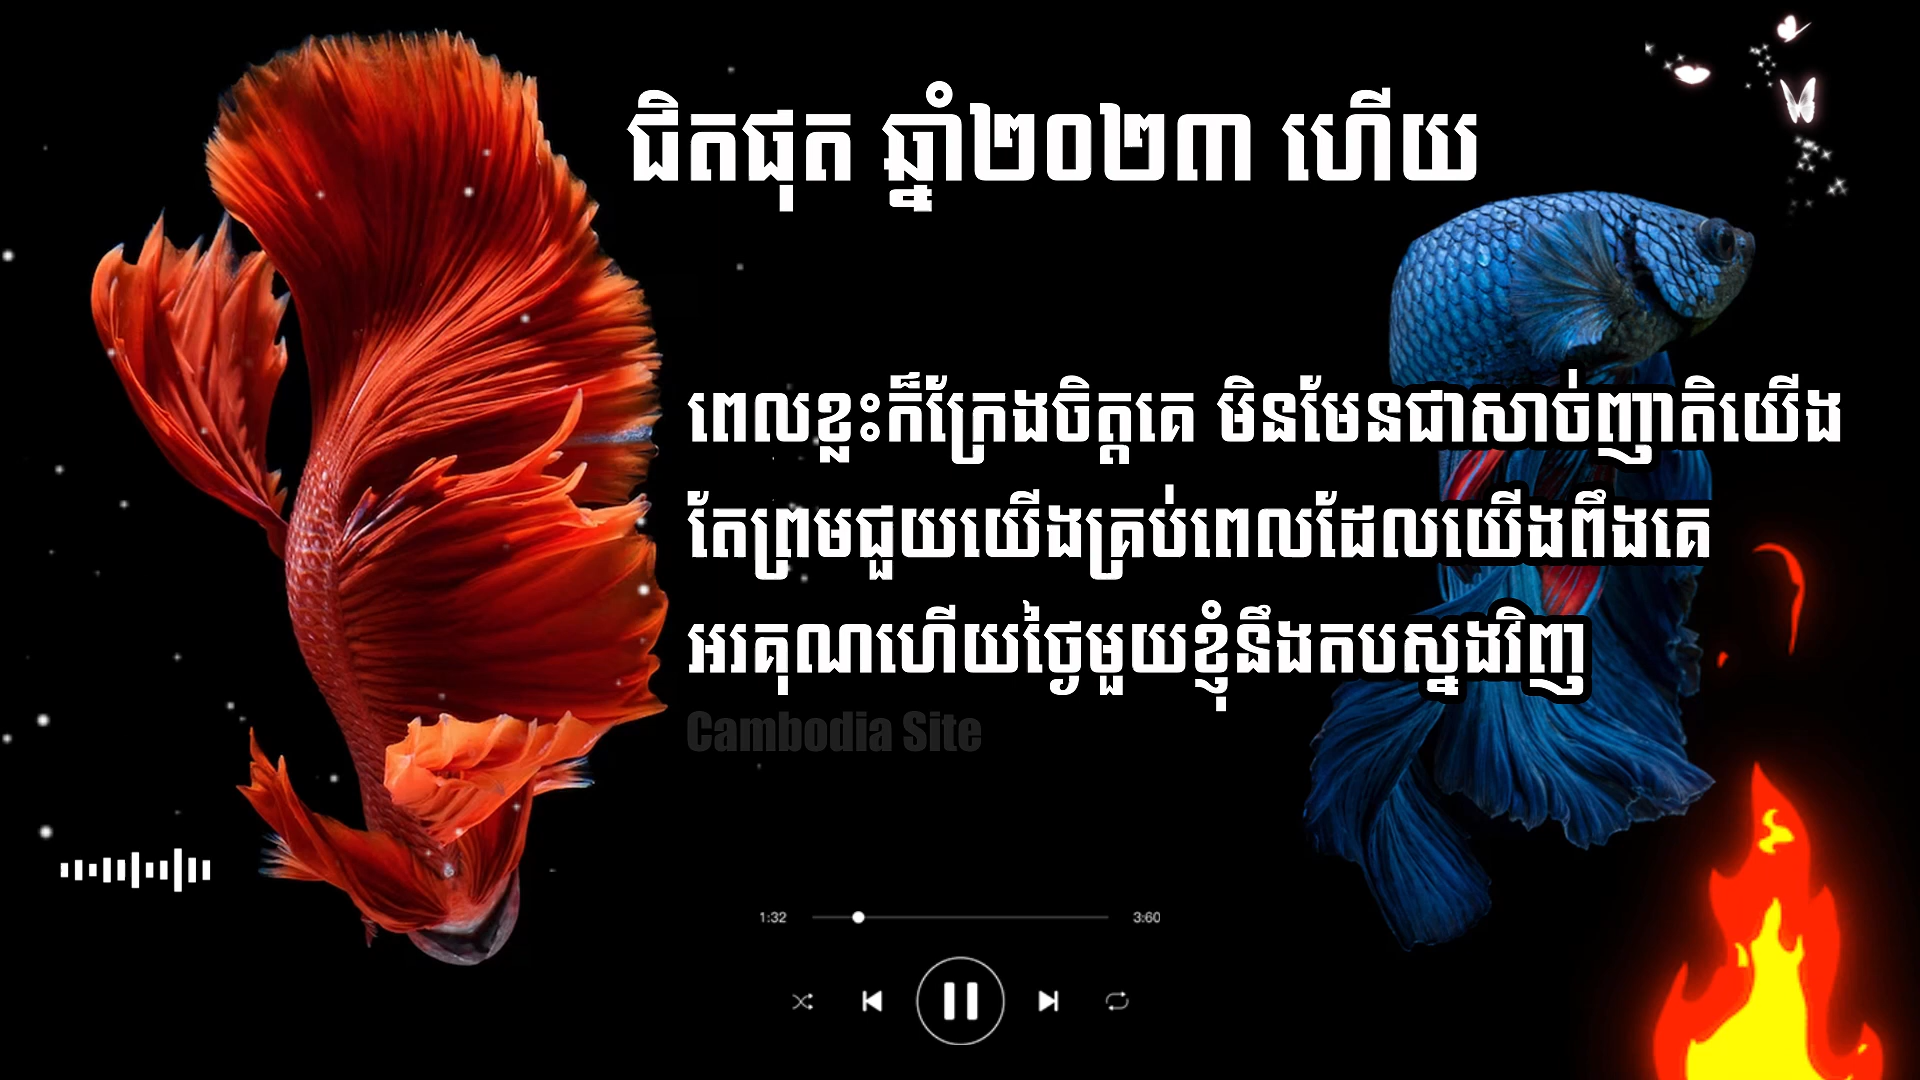 ជិតផុត ឆ្នាំ២០២៣ ហើយ
ពេលខ្លះក៏ក្រែងចិត្តគេ មិនមែនជាសាច់ញាតិយើង
តែព្រមជួយយើងគ្រប់ពេលដែលយើងពឹងគេ
អរគុណហើយថ្ងៃមួយខ្ញុំនឹងតបស្នងវិញ
Cambodia Site
1:32 3:60